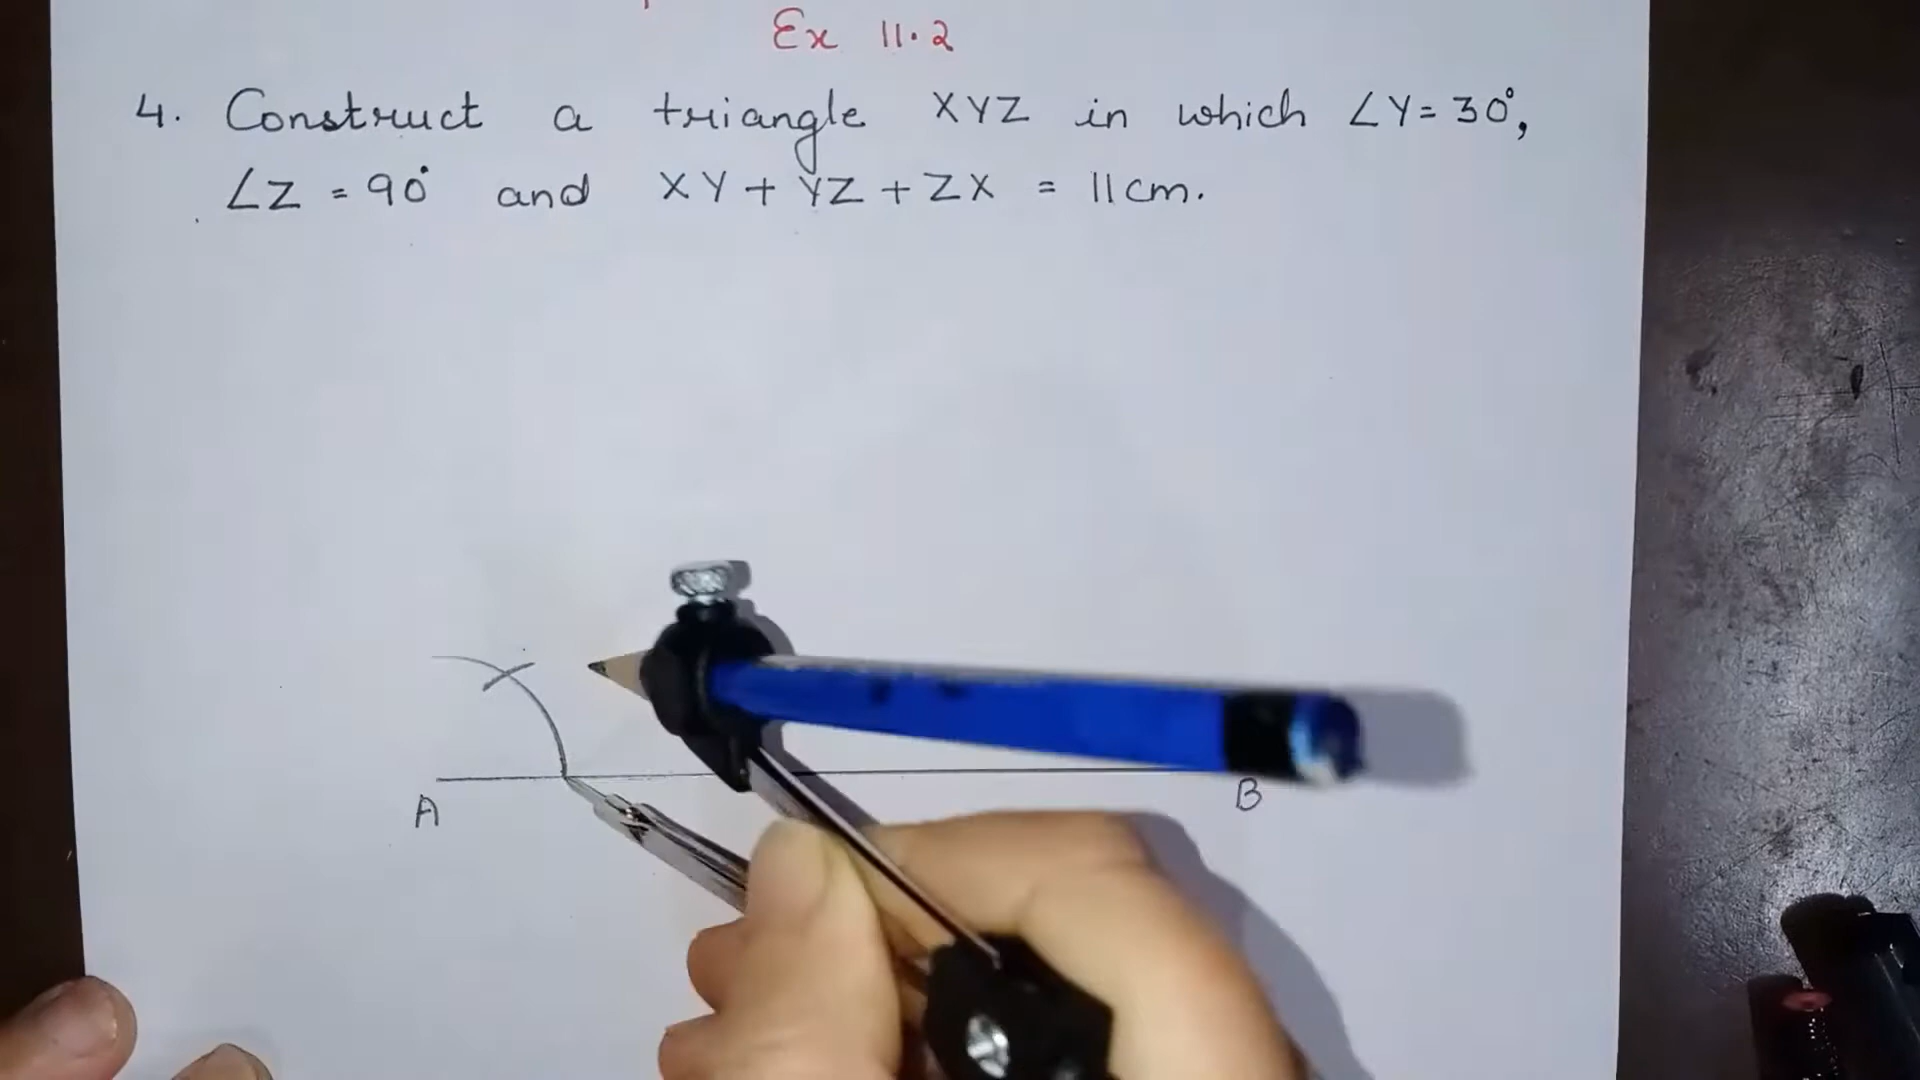 Ex 11.2
4. Construct a triangle XYZ in which ∠Y = 30°,
∠Z = 90° and XY + YZ + ZX = 11cm.
A B